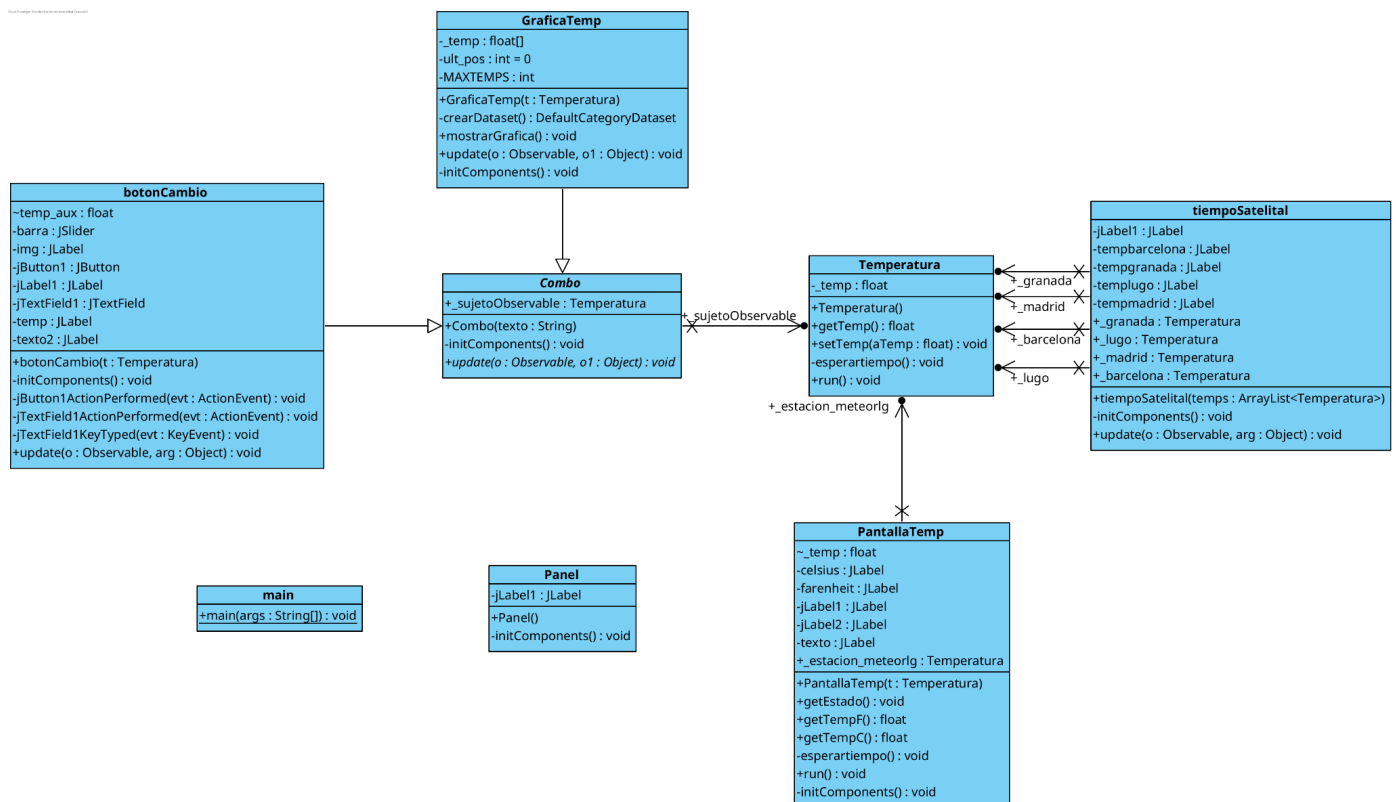 GraficaTemp
-_temp : float[]
-ult_pos : int = 0
-MAXTEMPS : int
+GraficaTemp(t : Temperatura)
-crearDataset() : DefaultCategoryDataset
+mostrarGrafica() : void
+update(o : Observable, o1 : Object) : void
-initComponents() : void
botonCambio
~temp_aux : float
-barra : JSlider
-img : JLabel
-jButton1 : JButton
-jLabel1 : JLabel
-jTextField1 : JTextField
-temp : JLabel
-texto2 : JLabel
+botonCambio(t : Temperatura)
-initComponents() : void
-jButton1ActionPerformed(evt : ActionEvent) : void
-jTextField1ActionPerformed(evt : ActionEvent) : void
-jTextField1KeyTyped(evt : KeyEvent) : void
+update(o : Observable, arg : Object) : void
Combo
+_sujetoObservable : Temperatura
+Combo(texto : String)
-initComponents() : void
+update(o : Observable, o1 : Object) : void
+_sujetoObservable
Temperatura
-_temp : float
+Temperatura()
+getTemp() : float
+setTemp(aTemp : float) : void
-esperartiempo() : void
+run() : void
+_granada
+_madrid
+_barcelona
+_lugo
+_estacion_meteorlg
tiempoSatelital
-jLabel1 : JLabel
-tempbarcelona : JLabel
-tempgranada : JLabel
-templugo : JLabel
-tempmadrid : JLabel
+_granada : Temperatura
+_lugo : Temperatura
+_madrid : Temperatura
+_barcelona : Temperatura
+tiempoSatelital(temps : ArrayList<Temperatura>)
-initComponents() : void
+update(o : Observable, arg : Object) : void
main
+main(args : String[]) : void
Panel
-jLabel1 : JLabel
+Panel()
-initComponents() : void
PantallaTemp
~_temp : float
-celsius : JLabel
-farenheit : JLabel
-jLabel1 : JLabel
-jLabel2 : JLabel
-texto : JLabel
+_estacion_meteorlg : Temperatura
+PantallaTemp(t : Temperatura)
+getEstado() : void
+getTempF() : float
+getTempC() : float
-esperartiempo() : void
+run() : void
-initComponents() : void